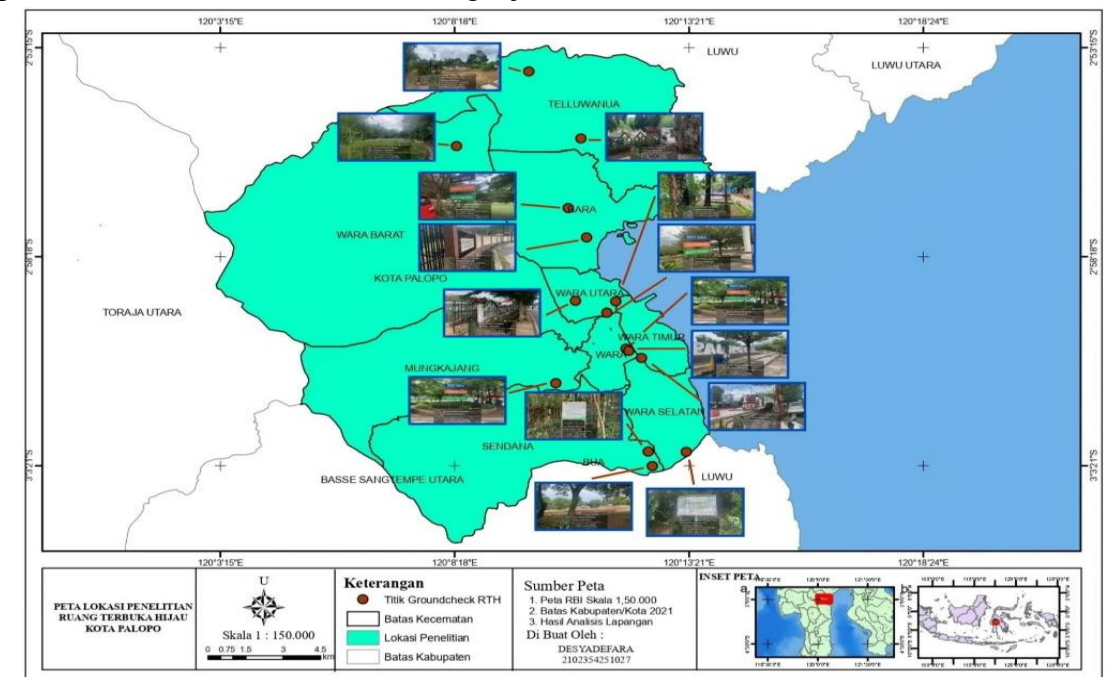 120°3'15"E 120°8'18"E 120°13'21"E 120°18'24"E
2°53'15"S 2°53'15"S
LUWU
LUWU UTARA
TELLUWANUA
BARA
WARA BARAT
2°58'18"S 2°58'18"S
KOTA PALOPO
WARA UTARA
TORAJA UTARA
WARA TIMUR
WARA
MUNGKAJANG
WARA SELATAN
SENDANA
BUA
3°3'21"S 3°3'21"S
BASSE SANGTEMPE UTARA
LUWU
120°3'15"E 120°8'18"E 120°13'21"E 120°18'24"E
PETA LOKASI PENELITIAN
RUANG TERBUKA HIJAU
KOTA PALOPO
U
Skala 1 : 150.000
0 0.75 1.5 3 4.5
km
Keterangan
Titik Groundcheck RTH
Batas Kecematan
Lokasi Penelitian
Batas Kabupaten
Sumber Peta
1. Peta RBI Skala 1,50.000
2. Batas Kabupaten/Kota 2021
3. Hasil Analisis Lapangan
Di Buat Oleh :
DESYADEFARA
2102354251027
INSET PETA